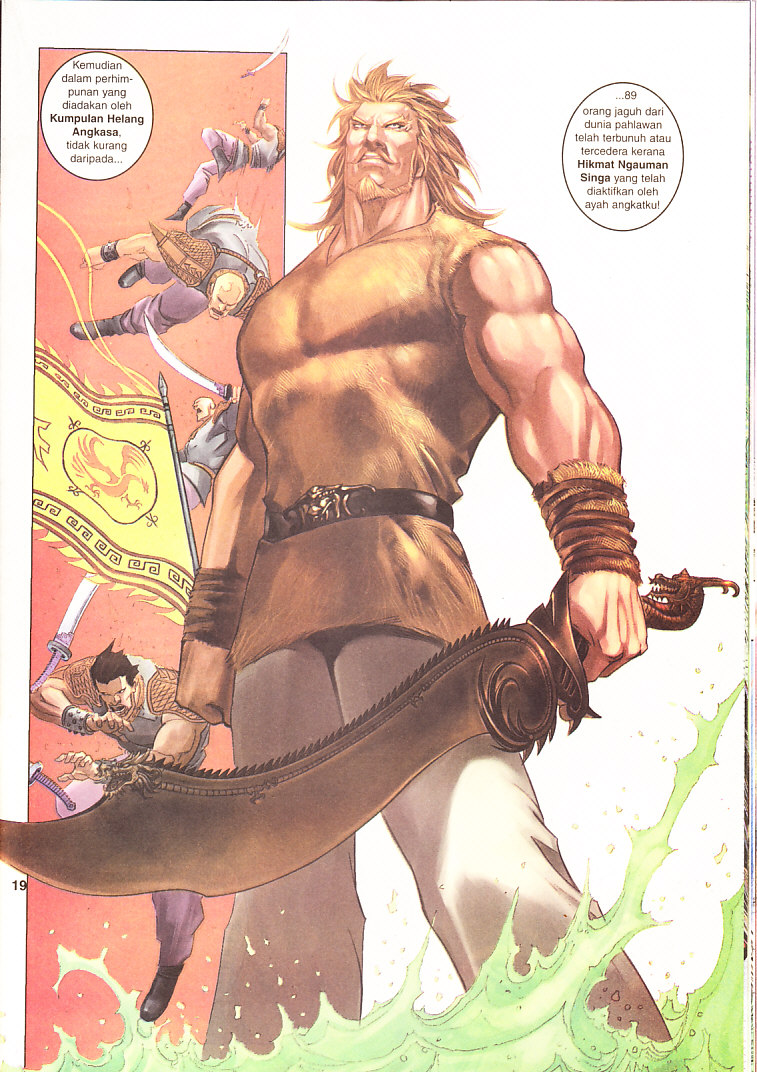 Kemudian
dalam perhim-
punan yang
diadakan oleh
Kumpulan Helang
Angkasa,
tidak kurang
daripada...
...89
orang jaguh dari
dunia pahlawan
telah terbunuh atau
tercedera kerana
Hikmat Ngauman
Singa yang telah
diaktifkan oleh
ayah angkatku!
19